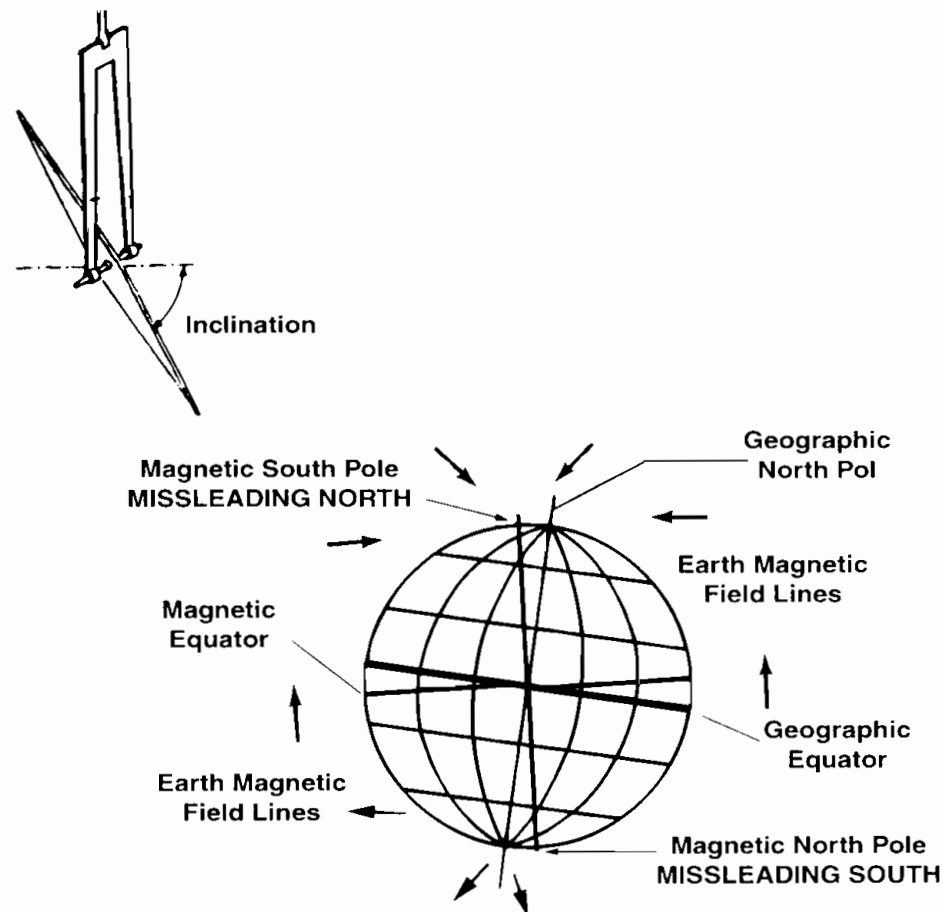 Inclination
Magnetic South Pole
MISSLEADING NORTH
Geographic
North Pol
Earth Magnetic
Field Lines
Magnetic
Equator
Geographic
Equator
Earth Magnetic
Field Lines
Magnetic North Pole
MISSLEADING SOUTH